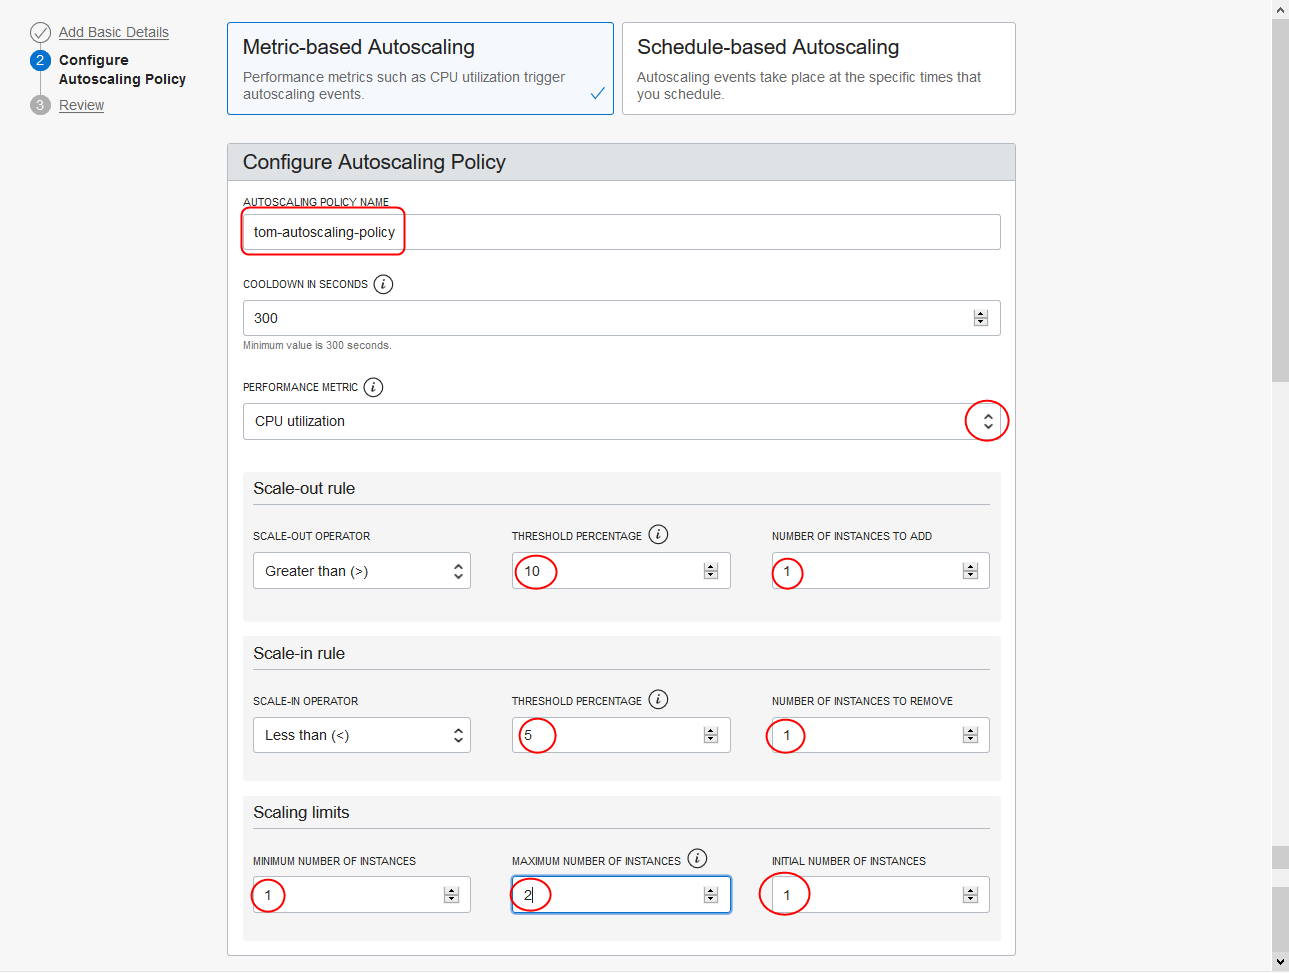 Add Basic Details
2 Configure
Autoscaling Policy
3 Review
Metric-based Autoscaling
Performance metrics such as CPU utilization trigger
autoscaling events.
Schedule-based Autoscaling
Autoscaling events take place at the specific times that
you schedule.
Configure Autoscaling Policy
AUTOSCALING POLICY NAME
tom-autoscaling-policy
COOLDOWN IN SECONDS i
300
Minimum value is 300 seconds.
PERFORMANCE METRIC i
CPU utilization
Scale-out rule
SCALE-OUT OPERATOR THRESHOLD PERCENTAGE i NUMBER OF INSTANCES TO ADD
Greater than (>) 10 1
Scale-in rule
SCALE-IN OPERATOR THRESHOLD PERCENTAGE i NUMBER OF INSTANCES TO REMOVE
Less than (<) 5 1
Scaling limits
MINIMUM NUMBER OF INSTANCES MAXIMUM NUMBER OF INSTANCES i INITIAL NUMBER OF INSTANCES
1 2 1